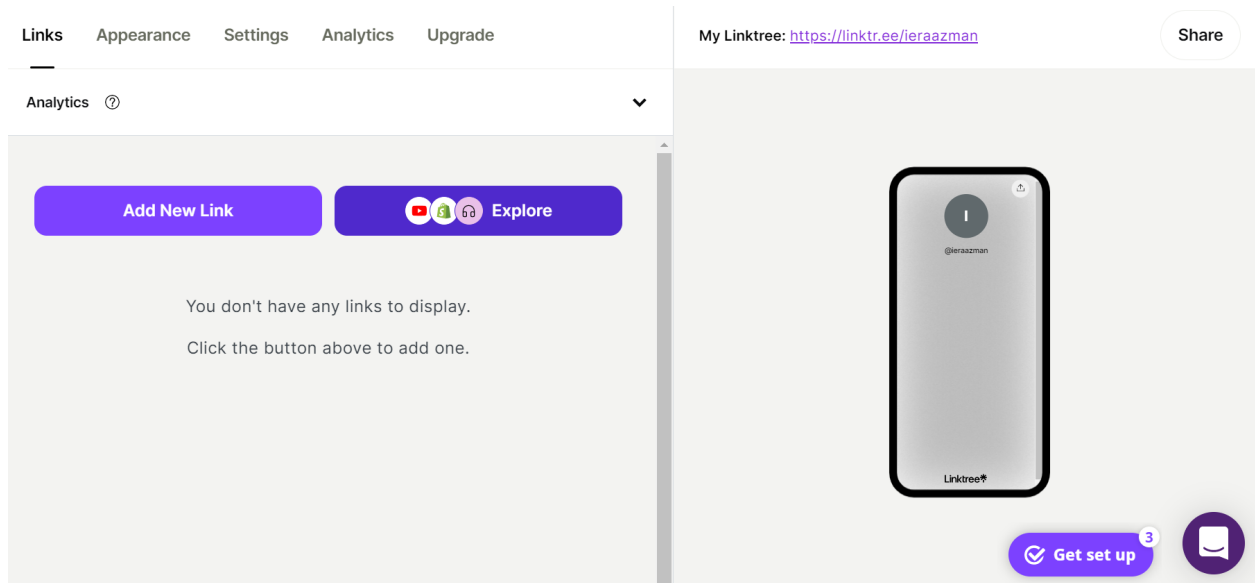 Links Appearance Settings Analytics Upgrade
My Linktree: https://linktr.ee/ieraazman
Share
Analytics ?
Add New Link
Explore
You don't have any links to display.
Click the button above to add one.
I
@ieraazman
Linktree
3
Get set up